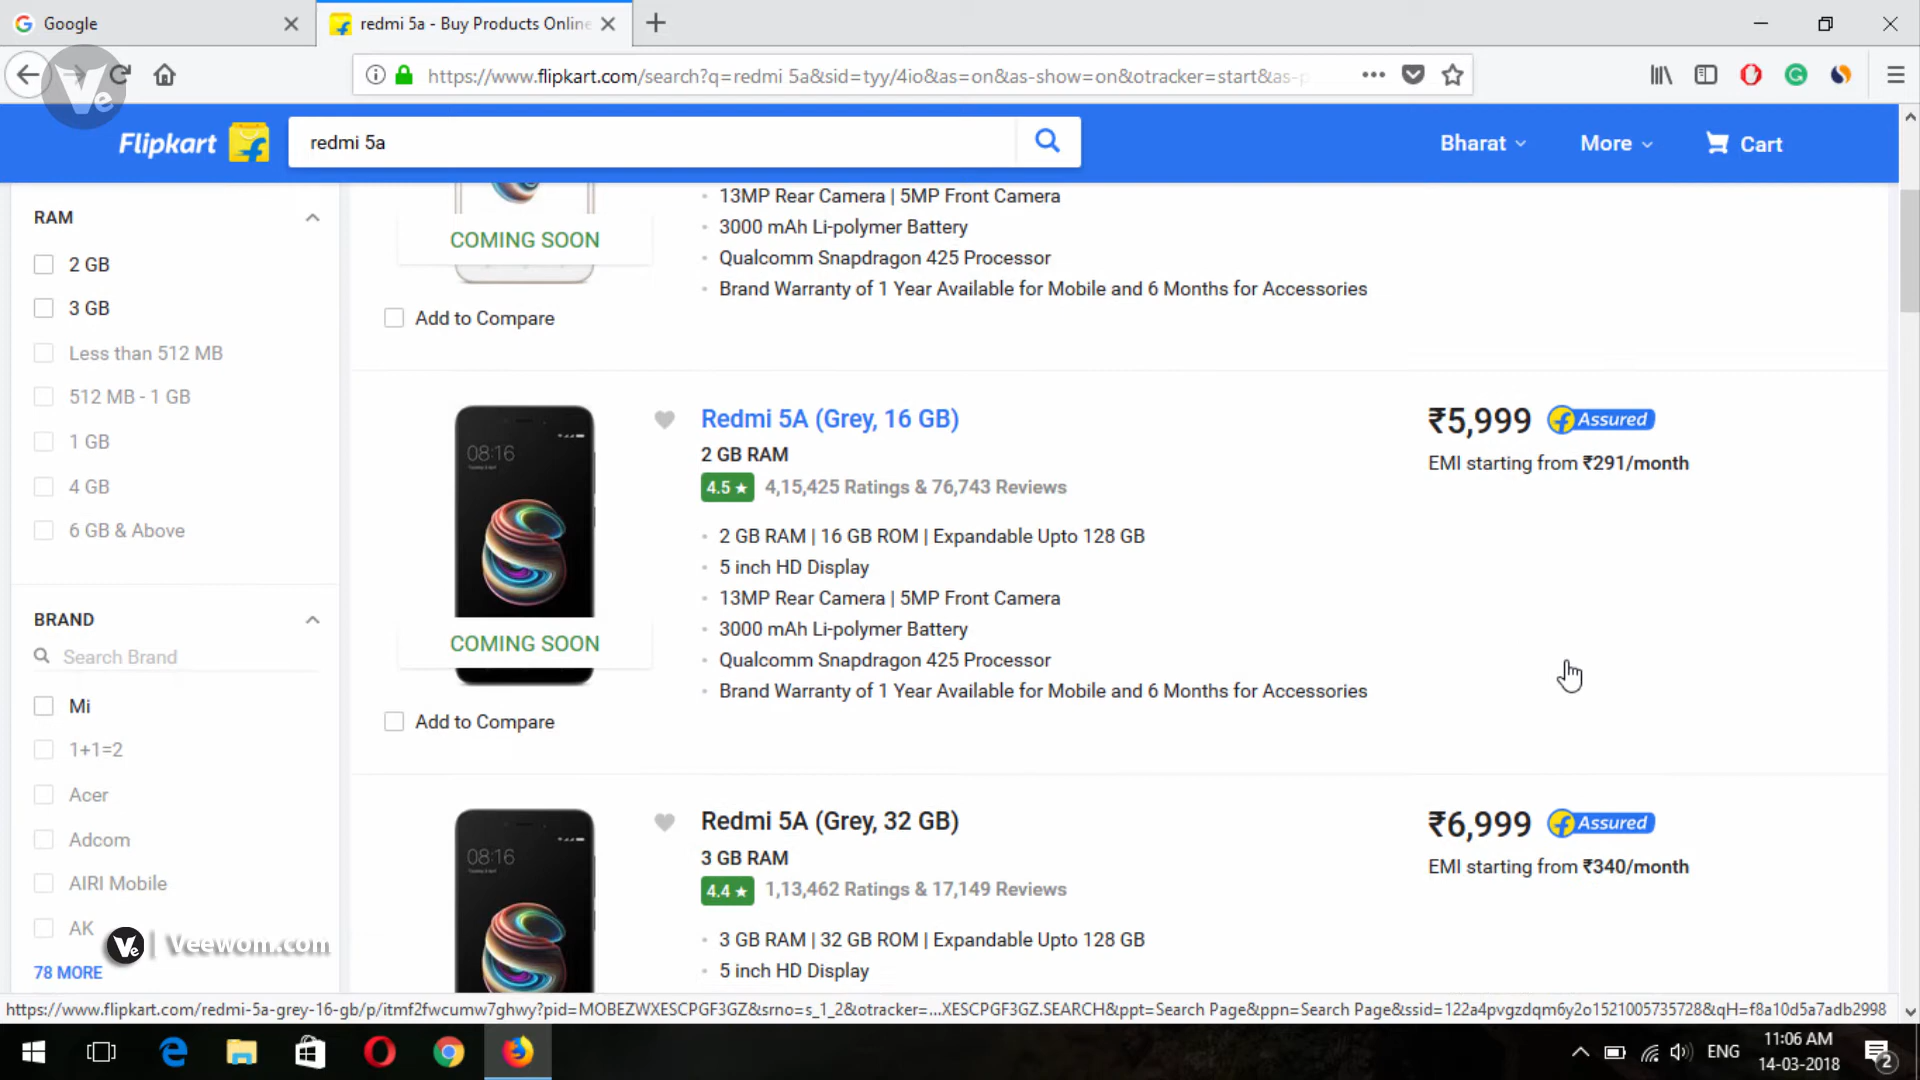 Google
redmi 5a - Buy Products Online
https://www.flipkart.com/search?q=redmi 5a&sid=tyy/4io&as=on&as-show=on&otracker=start&as-p
Ve
Flipkart
redmi 5a
Bharat
More
Cart
RAM
2 GB
3 GB
Less than 512 MB
512 MB - 1 GB
1 GB
4 GB
6 GB & Above
BRAND
Search Brand
Mi
1+1=2
Acer
Adcom
AIRI Mobile
AK
78 MORE
13MP Rear Camera | 5MP Front Camera
3000 mAh Li-polymer Battery
Qualcomm Snapdragon 425 Processor
Brand Warranty of 1 Year Available for Mobile and 6 Months for Accessories
COMING SOON
Add to Compare
08:16
COMING SOON
Add to Compare
Redmi 5A (Grey, 16 GB)
2 GB RAM
4.5 ★ 4,15,425 Ratings & 76,743 Reviews
2 GB RAM | 16 GB ROM | Expandable Upto 128 GB
5 inch HD Display
13MP Rear Camera | 5MP Front Camera
3000 mAh Li-polymer Battery
Qualcomm Snapdragon 425 Processor
Brand Warranty of 1 Year Available for Mobile and 6 Months for Accessories
₹5,999 Assured
EMI starting from ₹291/month
08:16
Redmi 5A (Grey, 32 GB)
3 GB RAM
4.4 ★ 1,13,462 Ratings & 17,149 Reviews
3 GB RAM | 32 GB ROM | Expandable Upto 128 GB
5 inch HD Display
₹6,999 Assured
EMI starting from ₹340/month
Ve | Veewom.com
https://www.flipkart.com/redmi-5a-grey-16-gb/p/itmf2fwcumw7ghwy?pid=MOBEZWXESCPGF3GZ&srno=s_1_2&otracker=...XESCPGF3GZ.SEARCH&ppt=Search Page&ppn=Search Page&ssid=122a4pvgzdqm6y2o1521005735728&qH=f8a10d5a7adb2998
ENG
11:06 AM
14-03-2018
2